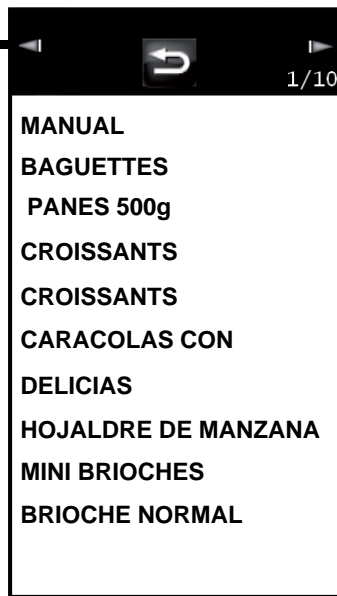 1/10
MANUAL
BAGUETTES
PANES 500g
CROISSANTS
CROISSANTS
CARACOLAS CON
DELICIAS
HOJALDRE DE MANZANA
MINI BRIOCHES
BRIOCHE NORMAL